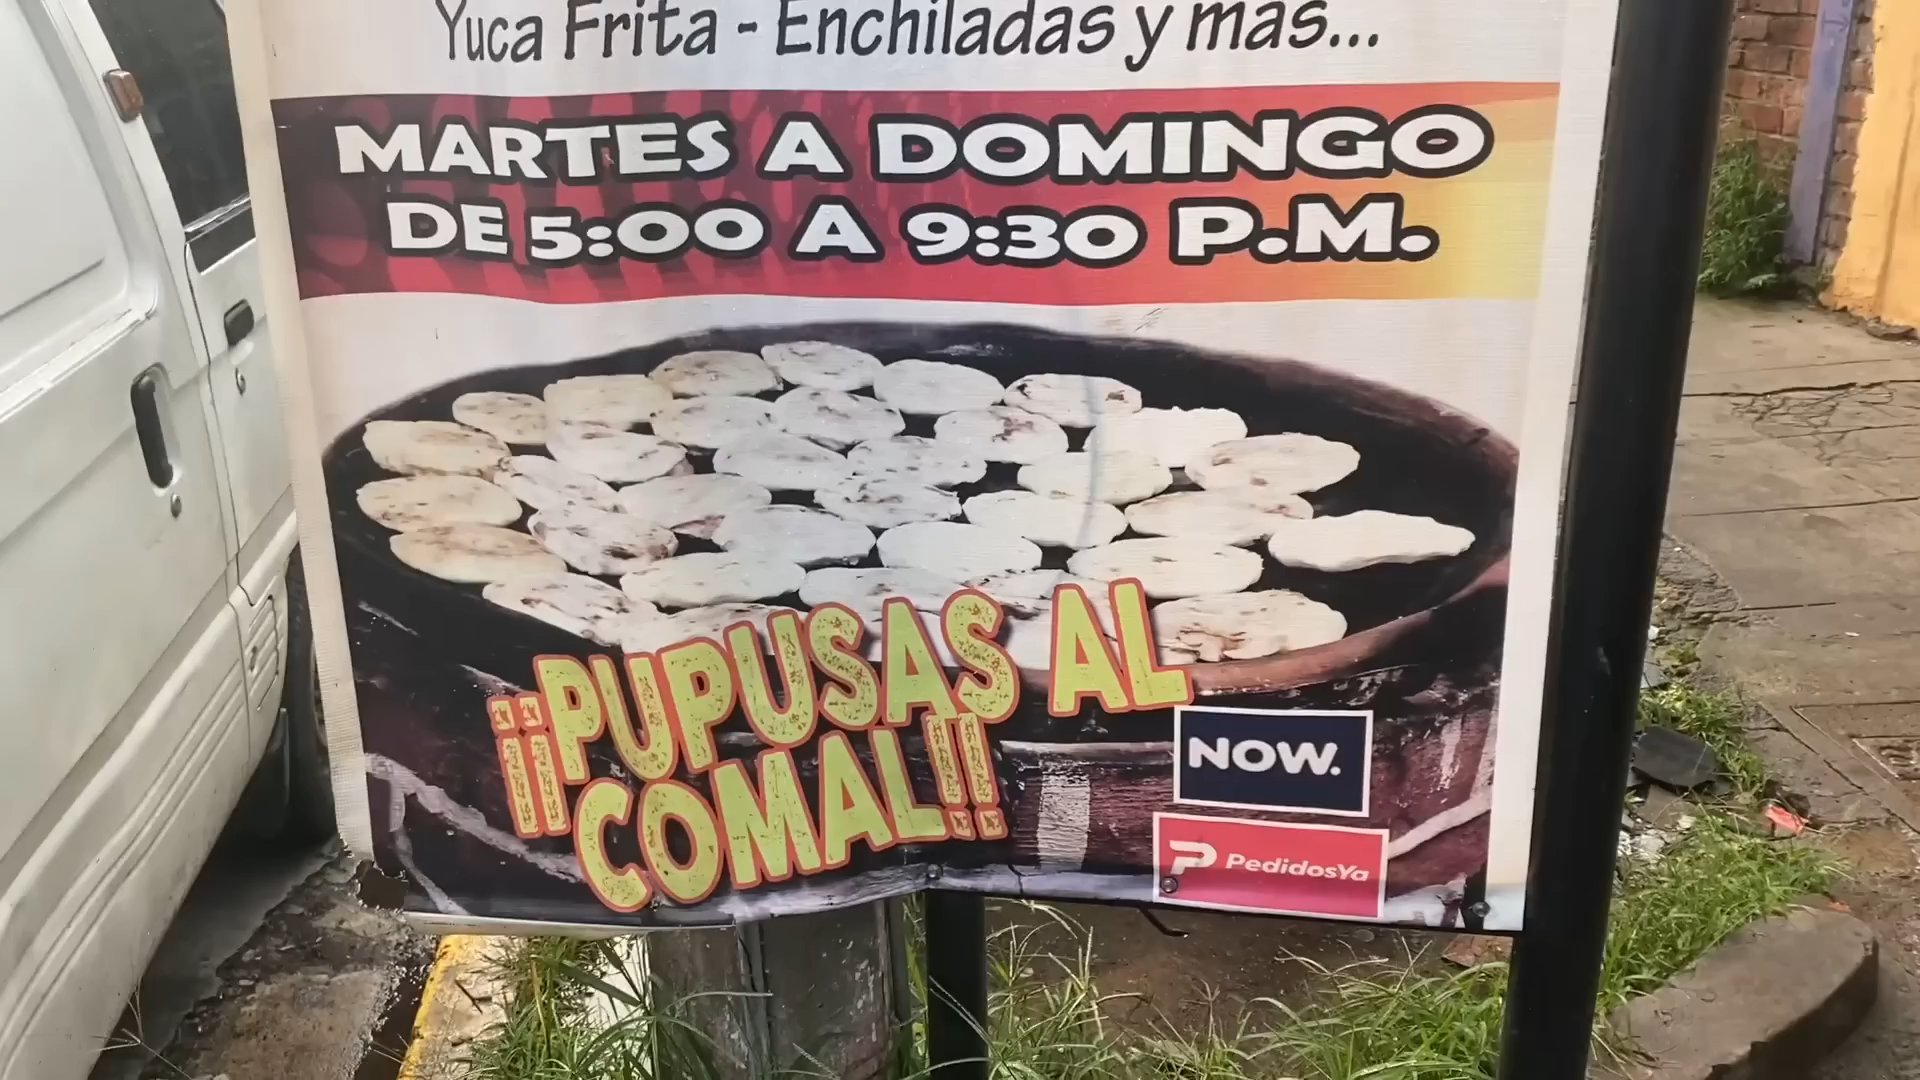 Yuca Frita - Enchiladas y mas...
MARTES A DOMINGO
DE 5:00 A 9:30 P.M.
¡¡PUPUSAS AL
COMAL!!
NOW.
PedidosYa